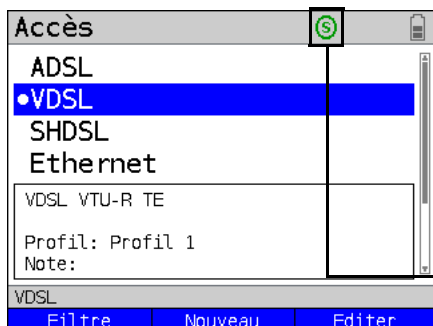 Accès
S
ADSL
•VDSL
SHDSL
Ethernet
VDSL VTU-R TE
Profil: Profil 1
Note:
VDSL
Filtre Nouveau Editer